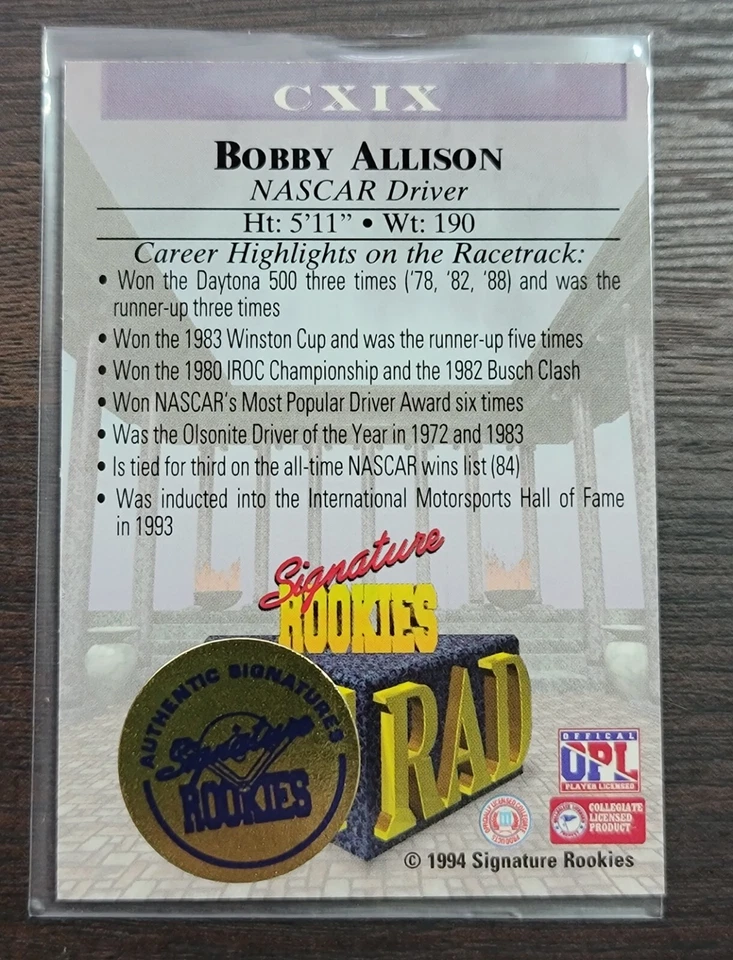 CXIX
BOBBY ALLISON
NASCAR Driver
Ht: 5'11" • Wt: 190
Career Highlights on the Racetrack:
• Won the Daytona 500 three times ('78, '82, '88) and was the
runner-up three times
• Won the 1983 Winston Cup and was the runner-up five times
• Won the 1980 IROC Championship and the 1982 Busch Clash
• Won NASCAR's Most Popular Driver Award six times
• Was the Olsonite Driver of the Year in 1972 and 1983
• Is tied for third on the all-time NASCAR wins list (84)
• Was inducted into the International Motorsports Hall of Fame
in 1993
Signature
ROOKIES
RAD
AUTHENTIC SIGNATURES
Signature
ROOKIES
OFFICIAL
OPL
PLAYER LICENSED
COLLEGIATE
LICENSED
PRODUCT
© 1994 Signature Rookies